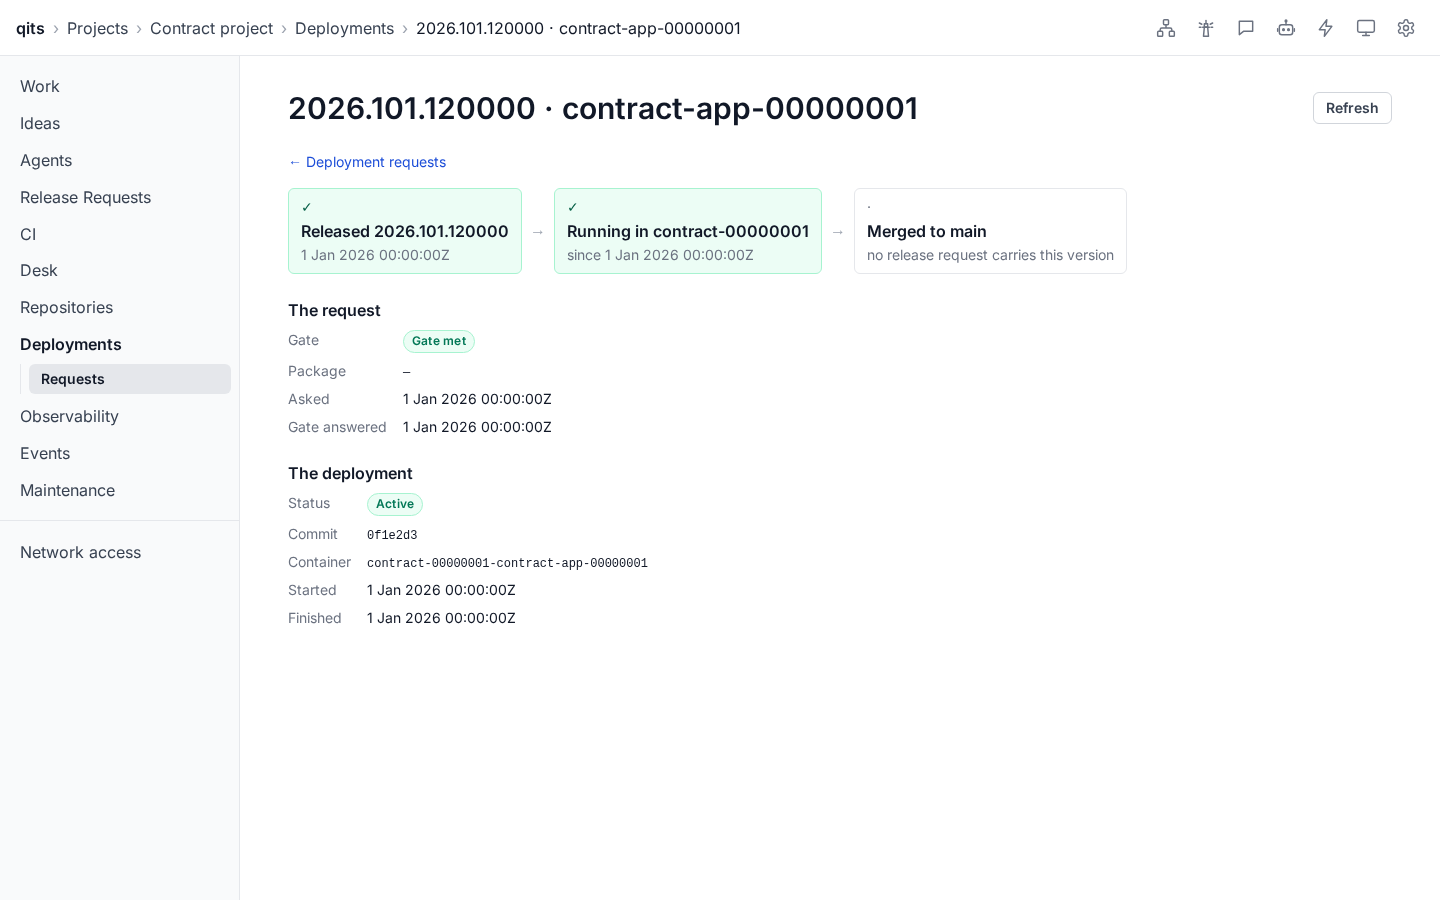 qits › Projects › Contract project › Deployments › 2026.101.120000 · contract-app-00000001
Work
Ideas
Agents
Release Requests
CI
Desk
Repositories
Deployments
Requests
Observability
Events
Maintenance
Network access
2026.101.120000 · contract-app-00000001
Refresh
← Deployment requests
✓
Released 2026.101.120000
1 Jan 2026 00:00:00Z
→
✓
Running in contract-00000001
since 1 Jan 2026 00:00:00Z
→
·
Merged to main
no release request carries this version
The request
Gate Gate met
Package –
Asked 1 Jan 2026 00:00:00Z
Gate answered 1 Jan 2026 00:00:00Z
The deployment
Status Active
Commit 0f1e2d3
Container contract-00000001-contract-app-00000001
Started 1 Jan 2026 00:00:00Z
Finished 1 Jan 2026 00:00:00Z